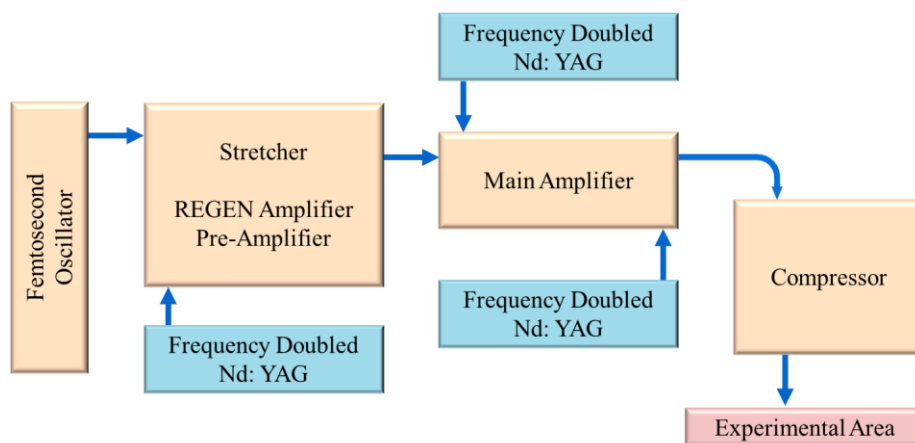 Frequency Doubled
Nd: YAG
Femtosecond
Oscillator
Stretcher
REGEN Amplifier
Pre-Amplifier
Main Amplifier
Compressor
Frequency Doubled
Nd: YAG
Frequency Doubled
Nd: YAG
Experimental Area